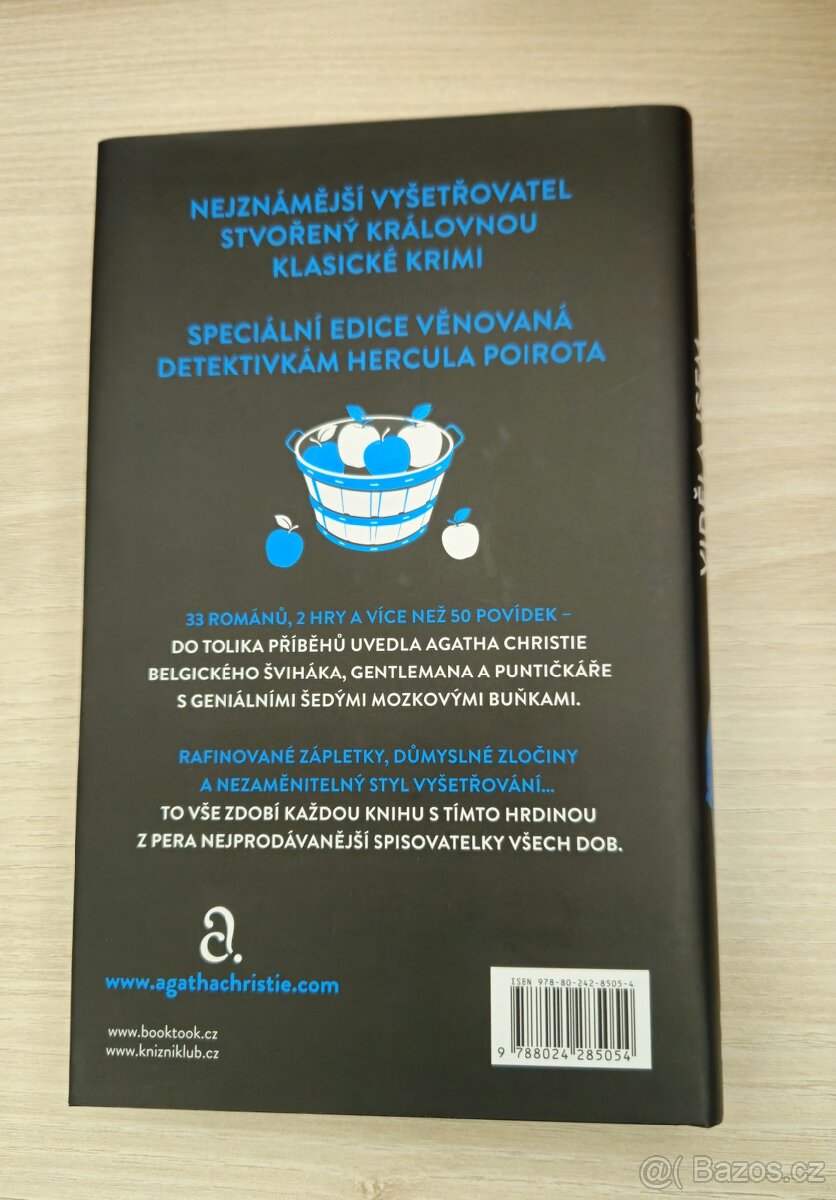 NEJZNÁMĚJŠÍ VYŠETŘOVATEL
STVOŘENÝ KRÁLOVNOU
KLASICKÉ KRIMI
SPECIÁLNÍ EDICE VĚNOVANÁ
DETEKTIVKÁM HERCULA POIROTA
33 ROMÁNŮ, 2 HRY A VÍCE NEŽ 50 POVÍDEK –
DO TOLIKA PŘÍBĚHŮ UVEDLA AGATHA CHRISTIE
BELGICKÉHO ŠVIHÁKA, GENTLEMANA A PUNTIČKÁŘE
S GENIÁLNÍMI ŠEDÝMI MOZKOVÝMI BUŇKAMI.
RAFINOVANÉ ZÁPLETKY, DŮMYSLNÉ ZLOČINY
A NEZAMĚNITELNÝ STYL VYŠETŘOVÁNÍ...
TO VŠE ZDOBÍ KAŽDOU KNIHU S TÍMTO HRDINOU
Z PERA NEJPRODÁVANĚJŠÍ SPISOVATELKY VŠECH DOB.
a.
www.agathachristie.com
www.booktook.cz
www.knizniklub.cz
ISBN 978-80-242-8505-4
9 788024 285054
VIDĚLA JSEM
@( Bazos.cz